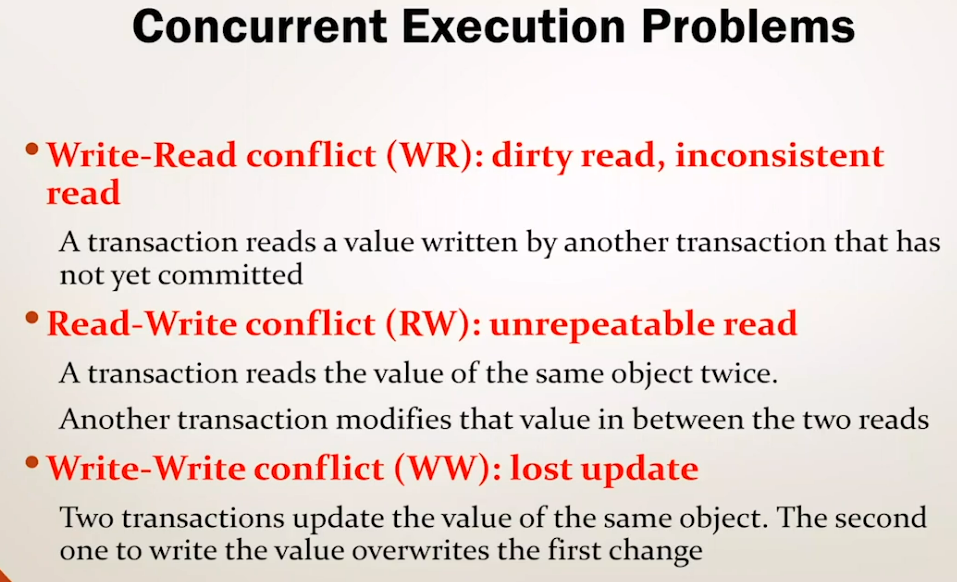 Concurrent Execution Problems
• Write-Read conflict (WR): dirty read, inconsistent
read
A transaction reads a value written by another transaction that has
not yet committed
• Read-Write conflict (RW): unrepeatable read
A transaction reads the value of the same object twice.
Another transaction modifies that value in between the two reads
• Write-Write conflict (WW): lost update
Two transactions update the value of the same object. The second
one to write the value overwrites the first change